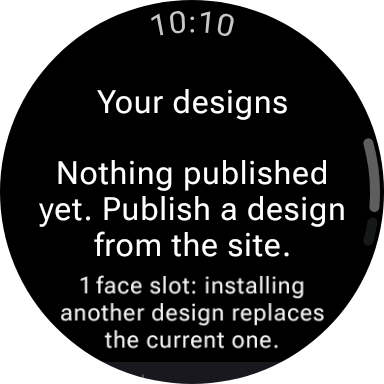 10:10
Your designs
Nothing published
yet. Publish a design
from the site.
1 face slot: installing
another design replaces
the current one.